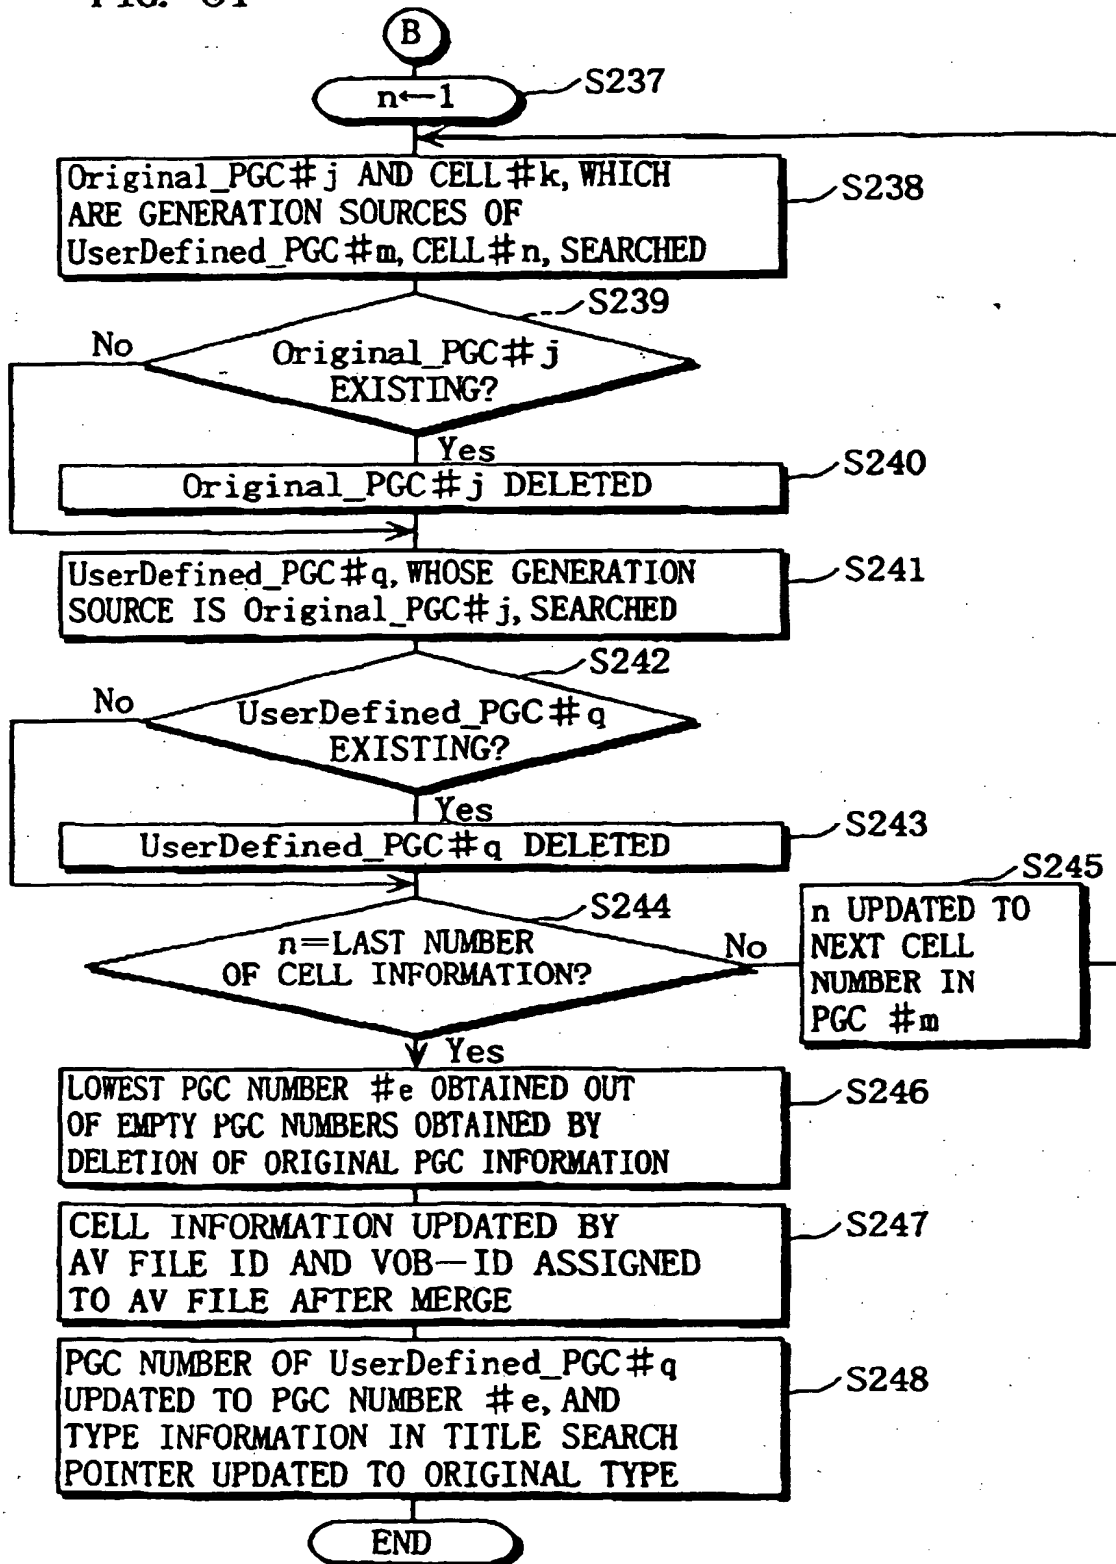 B
n←1
S237
Original_PGC#j AND CELL#k, WHICH
ARE GENERATION SOURCES OF
UserDefined_PGC#m, CELL#n, SEARCHED
S238
S239
No
Original_PGC#j
EXISTING?
Yes
S240
Original_PGC#j DELETED
UserDefined_PGC#q, WHOSE GENERATION
SOURCE IS Original_PGC#j, SEARCHED
S241
S242
No
UserDefined_PGC#q
EXISTING?
Yes
S243
UserDefined_PGC#q DELETED
S244
n=LAST NUMBER
OF CELL INFORMATION?
No
S245
n UPDATED TO
NEXT CELL
NUMBER IN
PGC #m
Yes
LOWEST PGC NUMBER #e OBTAINED OUT
OF EMPTY PGC NUMBERS OBTAINED BY
DELETION OF ORIGINAL PGC INFORMATION
S246
CELL INFORMATION UPDATED BY
AV FILE ID AND VOB-ID ASSIGNED
TO AV FILE AFTER MERGE
S247
PGC NUMBER OF UserDefined_PGC#q
UPDATED TO PGC NUMBER #e, AND
TYPE INFORMATION IN TITLE SEARCH
POINTER UPDATED TO ORIGINAL TYPE
S248
END